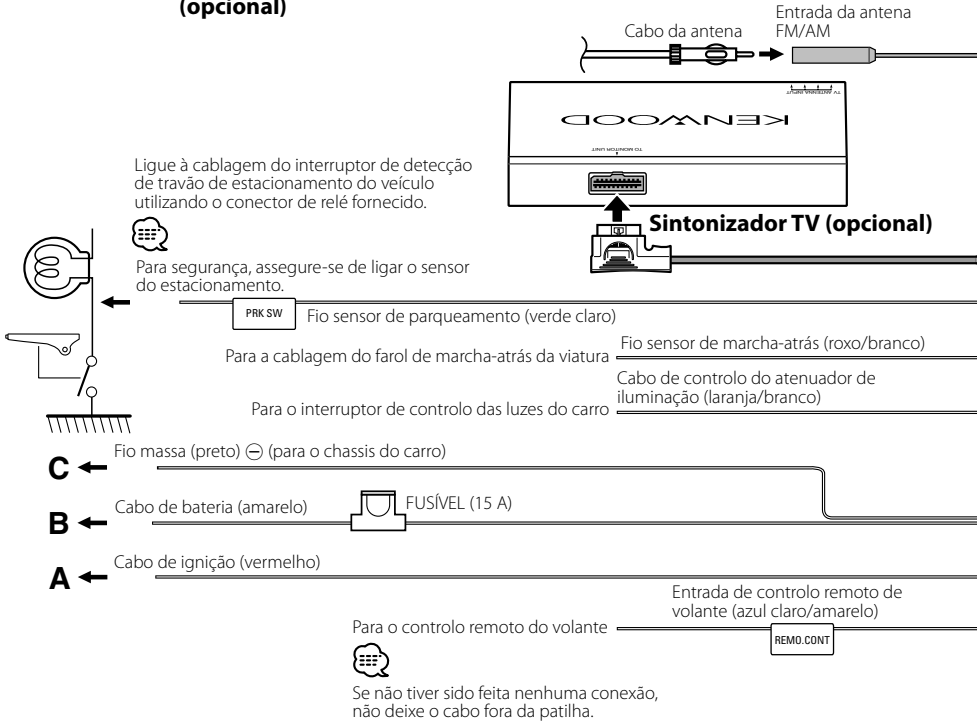 (opcional)
Cabo da antena
Entrada da antena
FM/AM
TV ANTENNA INPUT
KENWOOD
TO MONITOR UNIT
Ligue à cablagem do interruptor de detecção
de travão de estacionamento do veículo
utilizando o conector de relé fornecido.
Sintonizador TV (opcional)
Para segurança, assegure-se de ligar o sensor
do estacionamento.
PRK SW
Fio sensor de parqueamento (verde claro)
Para a cablagem do farol de marcha-atrás da viatura
Fio sensor de marcha-atrás (roxo/branco)
Cabo de controlo do atenuador de
iluminação (laranja/branco)
Para o interruptor de controlo das luzes do carro
C
Fio massa (preto) ⊖ (para o chassis do carro)
B
Cabo de bateria (amarelo)
FUSÍVEL (15 A)
A
Cabo de ignição (vermelho)
Entrada de controlo remoto de
volante (azul claro/amarelo)
Para o controlo remoto do volante
REMO.CONT
Se não tiver sido feita nenhuma conexão,
não deixe o cabo fora da patilha.